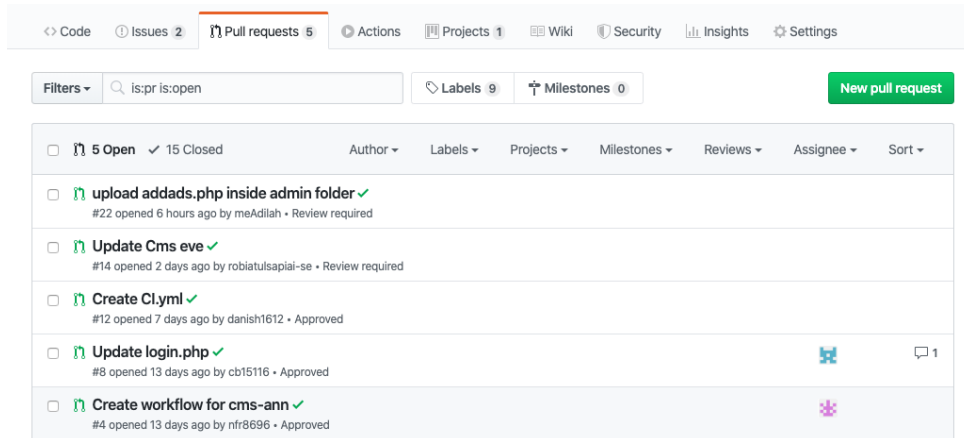 Code Issues 2 Pull requests 5 Actions Projects 1 Wiki Security Insights Settings
Filters is:pr is:open Labels 9 Milestones 0 New pull request
5 Open 15 Closed Author Labels Projects Milestones Reviews Assignee Sort
upload addads.php inside admin folder
#22 opened 6 hours ago by meAdilah • Review required
Update Cms eve
#14 opened 2 days ago by robiatulsapiai-se • Review required
Create CI.yml
#12 opened 7 days ago by danish1612 • Approved
Update login.php 1
#8 opened 13 days ago by cb15116 • Approved
Create workflow for cms-ann
#4 opened 13 days ago by nfr8696 • Approved